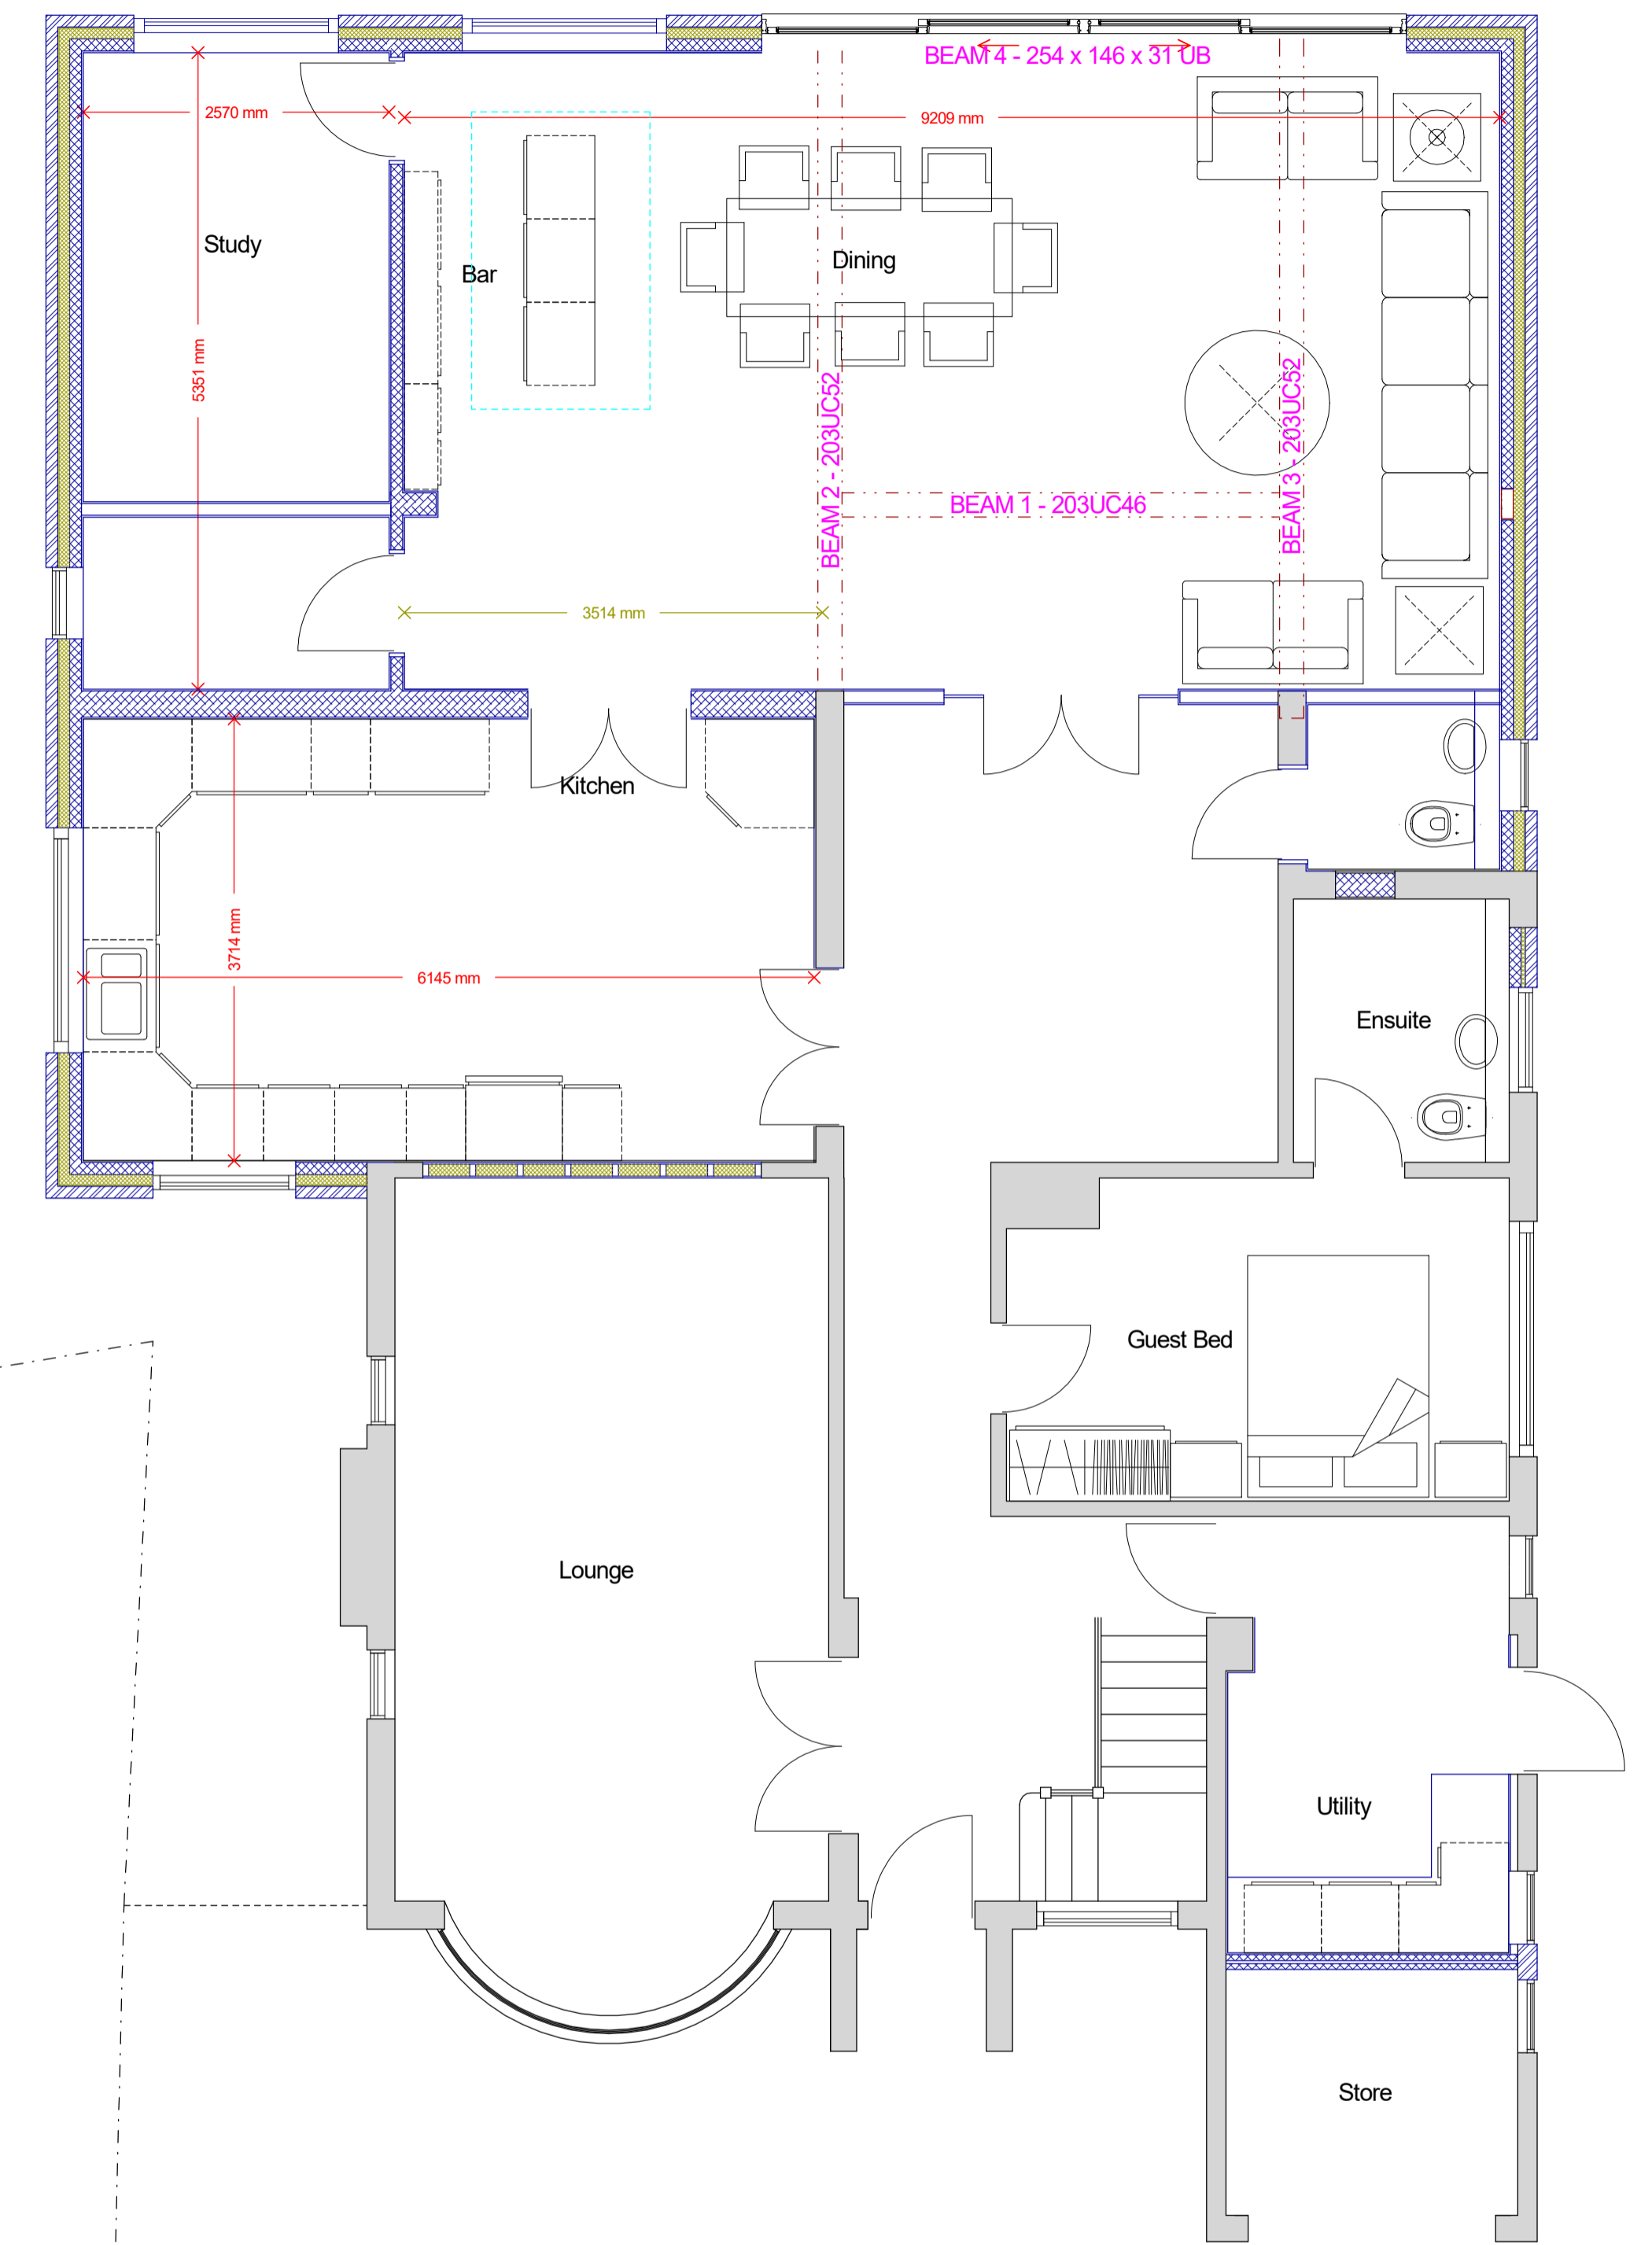 BEAM 4 - 254 x 146 x 31 UB
2570 mm
9209 mm
Study
Bar
Dining
5351 mm
BEAM 2 - 203UC52
BEAM 3 - 203UC52
BEAM 1 - 203UC46
3514 mm
Kitchen
3714 mm
6145 mm
Ensuite
Guest Bed
Lounge
Utility
Store